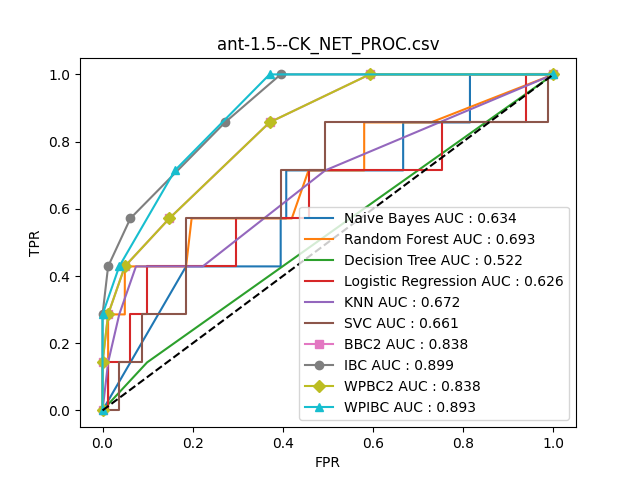 ant-1.5--CK_NET_PROC.csv
1.0
0.8
0.6
0.4
0.2
0.0
TPR
Naive Bayes AUC : 0.634
Random Forest AUC : 0.693
Decision Tree AUC : 0.522
Logistic Regression AUC : 0.626
KNN AUC : 0.672
SVC AUC : 0.661
BBC2 AUC : 0.838
IBC AUC : 0.899
WPBC2 AUC : 0.838
WPIBC AUC : 0.893
0.0 0.2 0.4 0.6 0.8 1.0
FPR